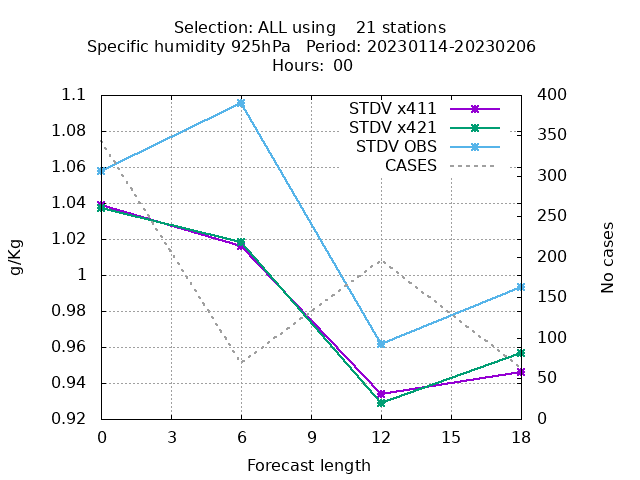 Selection: ALL using    21 stations
Specific humidity 925hPa   Period: 20230114-20230206
Hours:  00
STDV x411
STDV x421
STDV OBS
CASES
1.1
1.08
1.06
1.04
1.02
1
0.98
0.96
0.94
0.92
g/Kg
400
350
300
250
200
150
100
50
0
No cases
0 3 6 9 12 15 18
Forecast length